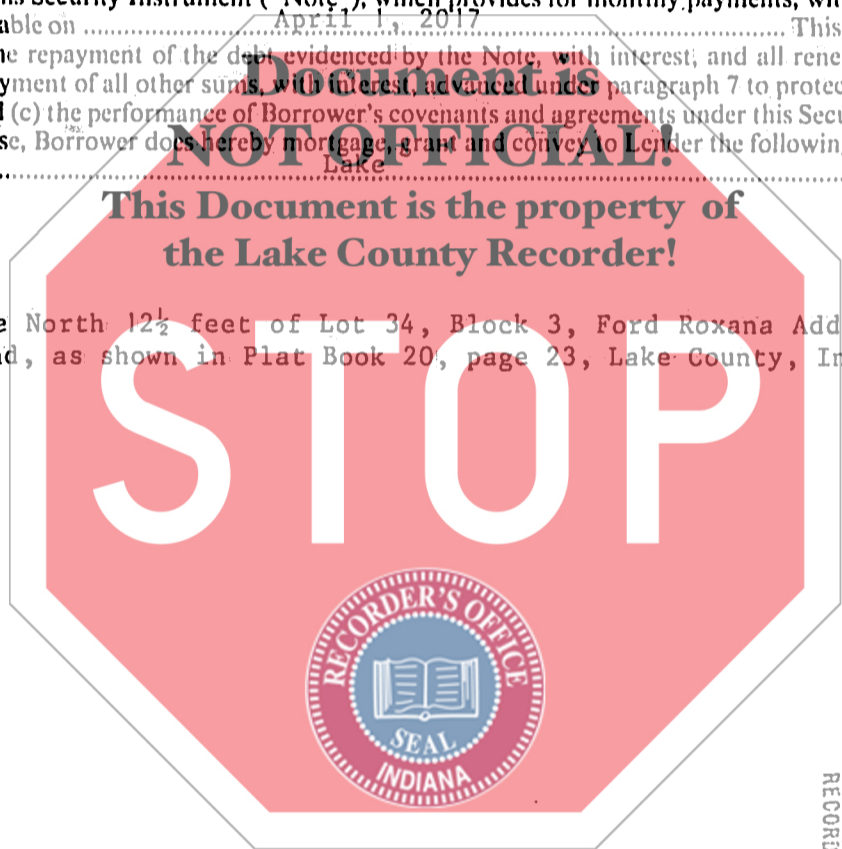 his Security Instrument ("Note"), which provides for monthly payments, wit
able on April 1, 2017 This
ne repayment of the debt evidenced by the Note, with interest, and all rene
yment of all other sums, with interest, advanced under paragraph 7 to protec
(c) the performance of Borrower's covenants and agreements under this Secu
se, Borrower does hereby mortgage, grant and convey to Lender the followin
Lake
Document is
NOT OFFICIAL!
This Document is the property of
the Lake County Recorder!
e North 12½ feet of Lot 34, Block 3, Ford Roxana Add
d, as shown in Plat Book 20, page 23, Lake County, In
STOP
RECORDER'S OFFICE
SEAL
INDIANA
RECORD